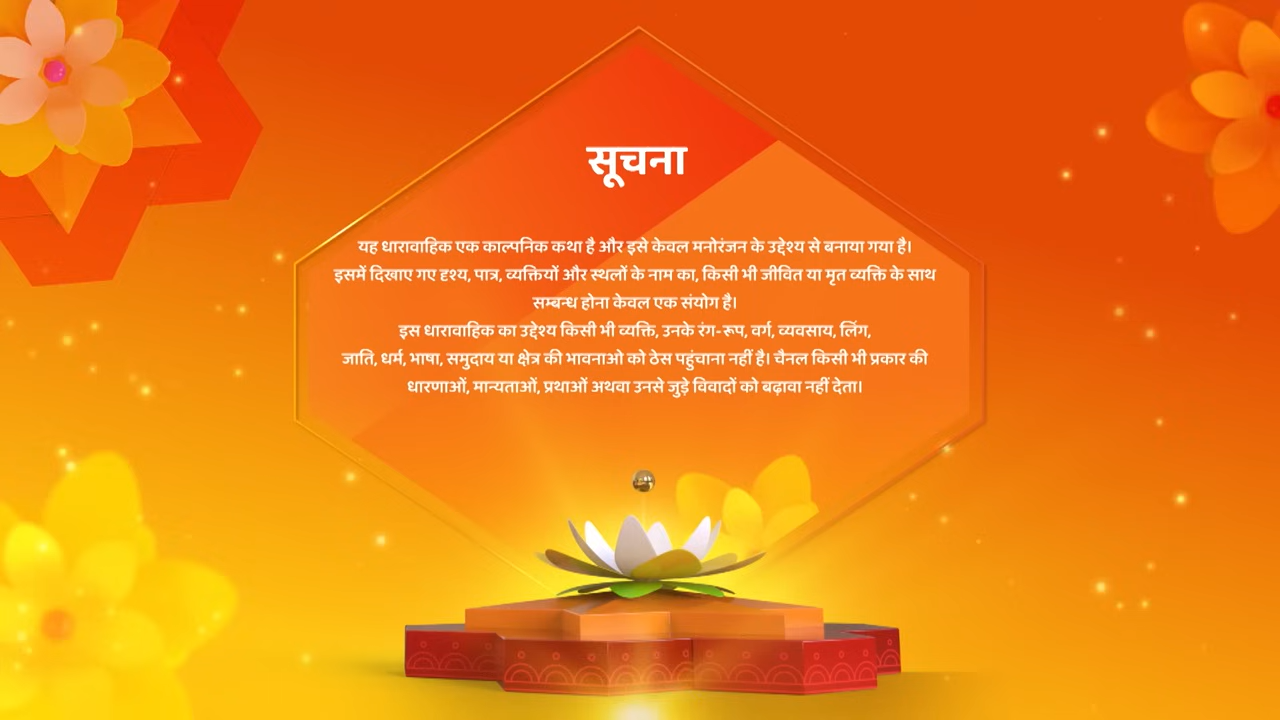 सूचना
यह धारावाहिक एक काल्पनिक कथा है और इसे केवल मनोरंजन के उद्देश्य से बनाया गया है।
इसमें दिखाए गए दृश्य, पात्र, व्यक्तियों और स्थलों के नाम का, किसी भी जीवित या मृत व्यक्ति के साथ
सम्बन्ध होना केवल एक संयोग है।
इस धारावाहिक का उद्देश्य किसी भी व्यक्ति, उनके रंग-रूप, वर्ग, व्यवसाय, लिंग,
जाति, धर्म, भाषा, समुदाय या क्षेत्र की भावनाओ को ठेस पहुंचाना नहीं है। चैनल किसी भी प्रकार की
धारणाओं, मान्यताओं, प्रथाओं अथवा उनसे जुड़े विवादों को बढ़ावा नहीं देता।